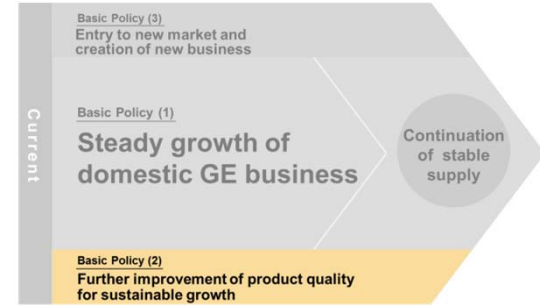 Basic Policy (3)
Entry to new market and
creation of new business
Current
Basic Policy (1)
Steady growth of
domestic GE business
Continuation
of stable
supply
Basic Policy (2)
Further improvement of product quality
for sustainable growth